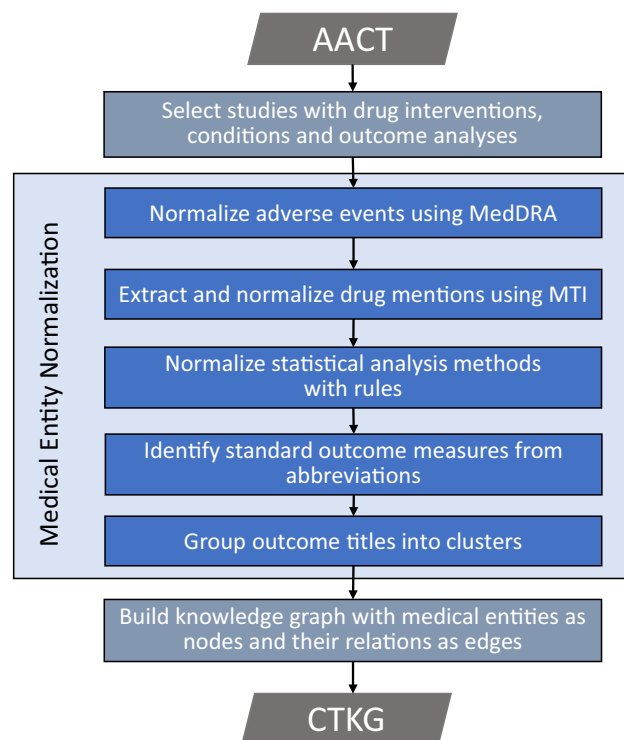 AACT
Select studies with drug interventions,
conditions and outcome analyses
Medical Entity Normalization
Normalize adverse events using MedDRA
Extract and normalize drug mentions using MTI
Normalize statistical analysis methods
with rules
Identify standard outcome measures from
abbreviations
Group outcome titles into clusters
Build knowledge graph with medical entities as
nodes and their relations as edges
CTKG